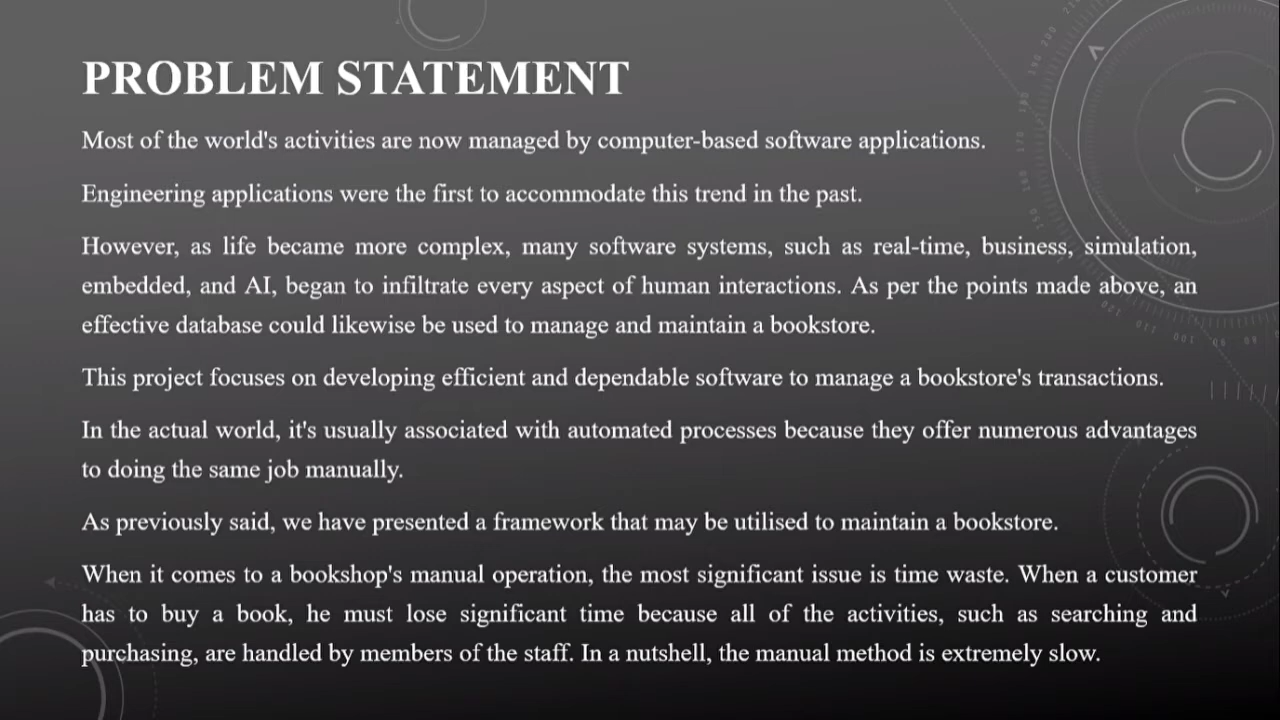 PROBLEM STATEMENT
Most of the world's activities are now managed by computer-based software applications.
Engineering applications were the first to accommodate this trend in the past.
However, as life became more complex, many software systems, such as real-time, business, simulation,
embedded, and AI, began to infiltrate every aspect of human interactions. As per the points made above, an
effective database could likewise be used to manage and maintain a bookstore.
This project focuses on developing efficient and dependable software to manage a bookstore's transactions.
In the actual world, it's usually associated with automated processes because they offer numerous advantages
to doing the same job manually.
As previously said, we have presented a framework that may be utilised to maintain a bookstore.
When it comes to a bookshop's manual operation, the most significant issue is time waste. When a customer
has to buy a book, he must lose significant time because all of the activities, such as searching and
purchasing, are handled by members of the staff. In a nutshell, the manual method is extremely slow.